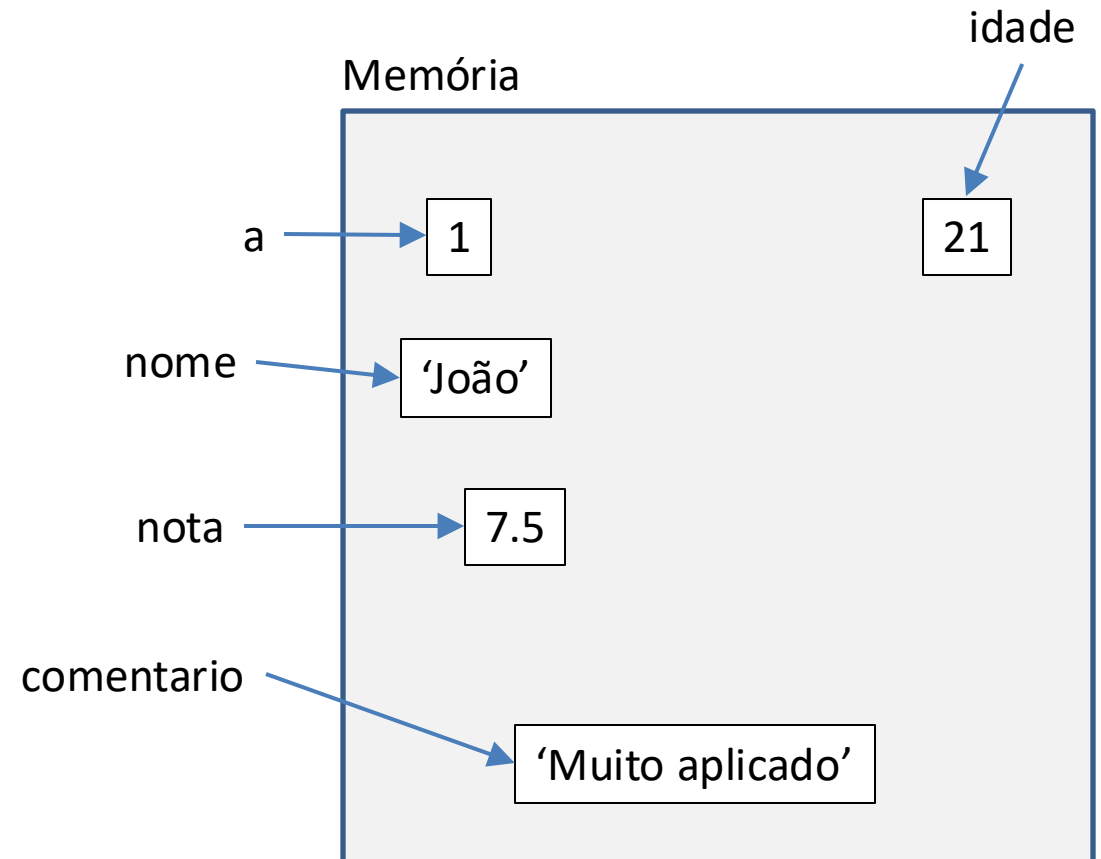 idade
Memória
a
1
21
nome
‘João’
nota
7.5
comentario
‘Muito aplicado’